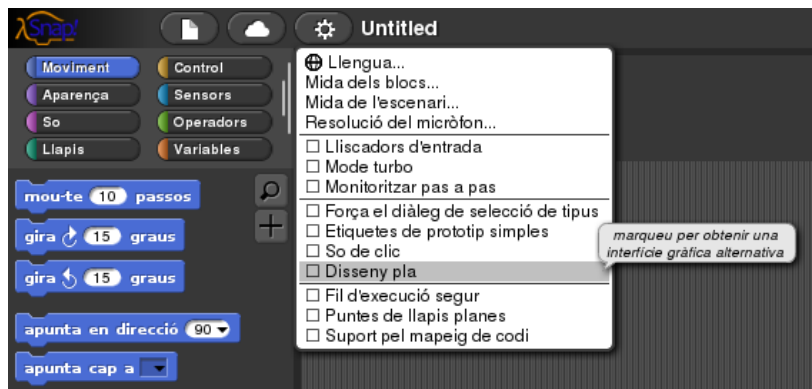 λSnap!
Untitled
Moviment
Control
Aparença
Sensors
So
Operadors
Llapis
Variables
mou-te 10 passos
gira 15 graus
gira 15 graus
apunta en direcció 90
apunta cap a
Llengua...
Mida dels blocs...
Mida de l'escenari...
Resolució del micròfon...
Lliscadors d'entrada
Mode turbo
Monitoritzar pas a pas
Força el diàleg de selecció de tipus
Etiquetes de prototip simples
So de clic
Disseny pla
Fil d'execució segur
Puntes de llapis planes
Suport pel mapeig de codi
marqueu per obtenir una
interfície gràfica alternativa